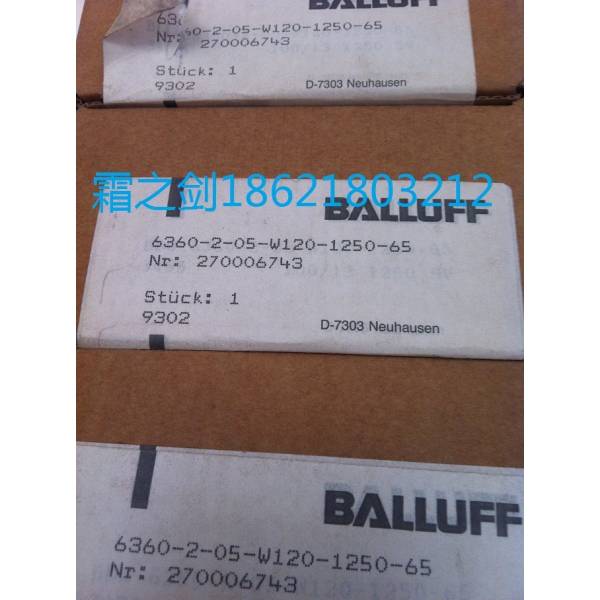 60-2-05-W120-1250-65
Nr: 270006743
Stück: 1
9302 D-7303 Neuhausen
霜之剑18621803212
BALLUFF
6360-2-05-W120-1250-65
Nr: 270006743
Stück: 1
9302 D-7303 Neuhausen
BALLUFF
6360-2-05-W120-1250-65
Nr: 270006743